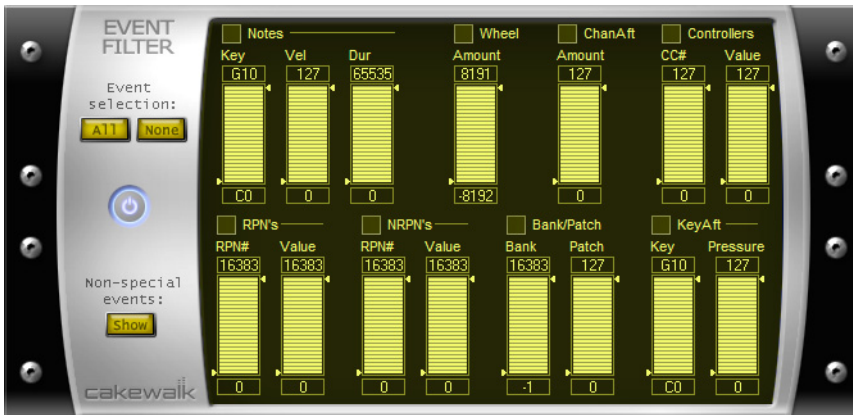 EVENT
FILTER
Event
selection:
All None
Non-special
events:
Show
cakewalk
Notes Wheel ChanAft Controllers
Key Vel Dur Amount Amount CC# Value
G10 127 65535 8191 127 127 127
C0 0 0 -8192 0 0 0
RPN's NRPN's Bank/Patch KeyAft
RPN# Value RPN# Value Bank Patch Key Pressure
16383 16383 16383 16383 16383 127 G10 127
0 0 0 0 -1 0 C0 0